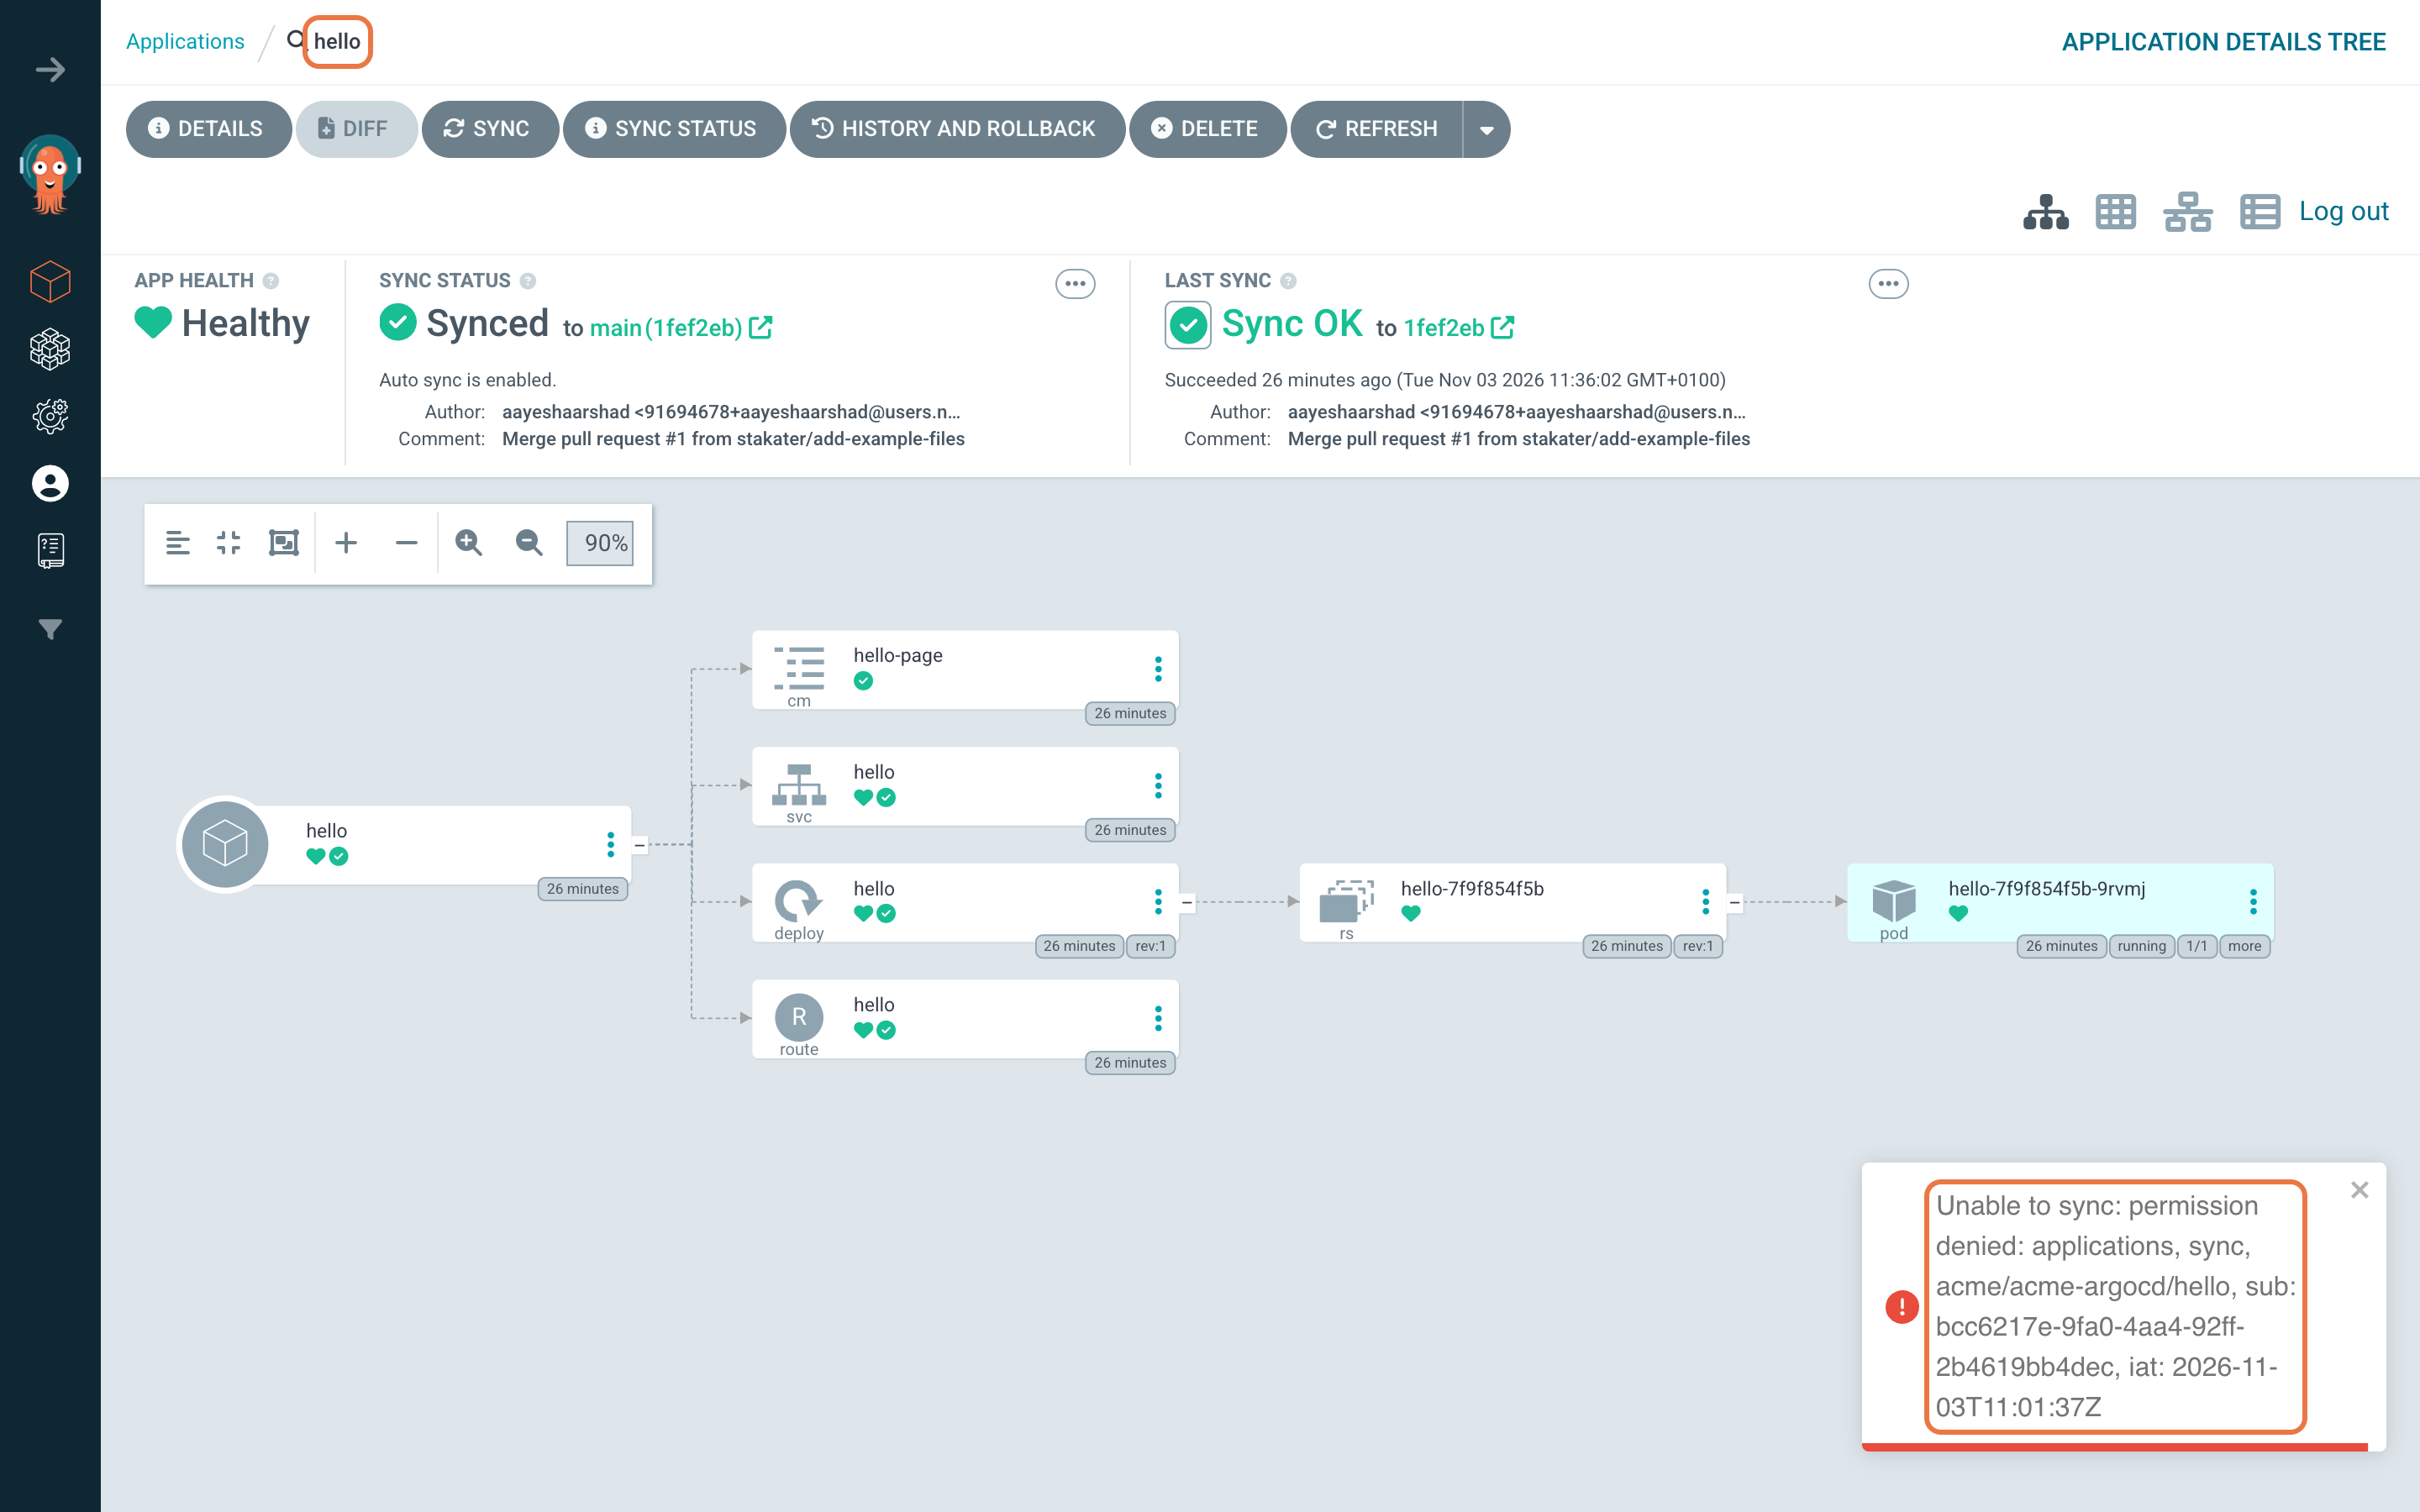 Applications
hello
APPLICATION DETAILS TREE
DETAILS
DIFF
SYNC
SYNC STATUS
HISTORY AND ROLLBACK
DELETE
REFRESH
Log out
APP HEALTH
Healthy
SYNC STATUS
Synced to main (1fef2eb)
Auto sync is enabled.
Author: aayeshaarshad <91694678+aayeshaarshad@users.n...
Comment: Merge pull request #1 from stakater/add-example-files
LAST SYNC
Sync OK to 1fef2eb
Succeeded 26 minutes ago (Tue Nov 03 2026 11:36:02 GMT+0100)
Author: aayeshaarshad <91694678+aayeshaarshad@users.n...
Comment: Merge pull request #1 from stakater/add-example-files
90%
hello
26 minutes
hello-page
cm
26 minutes
hello
svc
26 minutes
hello
deploy
26 minutes rev:1
hello-7f9f854f5b
rs
26 minutes rev:1
hello-7f9f854f5b-9rvmj
pod
26 minutes running 1/1 more
hello
R
route
26 minutes
Unable to sync: permission
denied: applications, sync,
acme/acme-argocd/hello, sub:
bcc6217e-9fa0-4aa4-92ff-
2b4619bb4dec, iat: 2026-11-
03T11:01:37Z